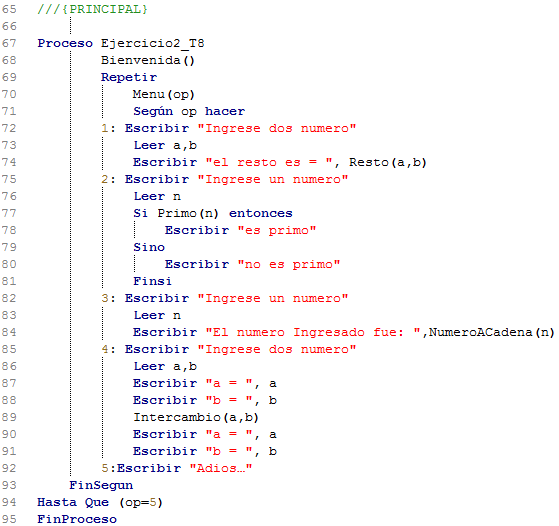 65 ///{PRINCIPAL}
66
67 Proceso Ejercicio2_T8
68 Bienvenida()
69 Repetir
70 Menu(op)
71 Según op hacer
72 1: Escribir "Ingrese dos numero"
73 Leer a,b
74 Escribir "el resto es = ", Resto(a,b)
75 2: Escribir "Ingrese un numero"
76 Leer n
77 Si Primo(n) entonces
78 Escribir "es primo"
79 Sino
80 Escribir "no es primo"
81 Finsi
82 3: Escribir "Ingrese un numero"
83 Leer n
84 Escribir "El numero Ingresado fue: ",NumeroACadena(n)
85 4: Escribir "Ingrese dos numero"
86 Leer a,b
87 Escribir "a = ", a
88 Escribir "b = ", b
89 Intercambio(a,b)
90 Escribir "a = ", a
91 Escribir "b = ", b
92 5:Escribir "Adios…"
93 FinSegun
94 Hasta Que (op=5)
95 FinProceso